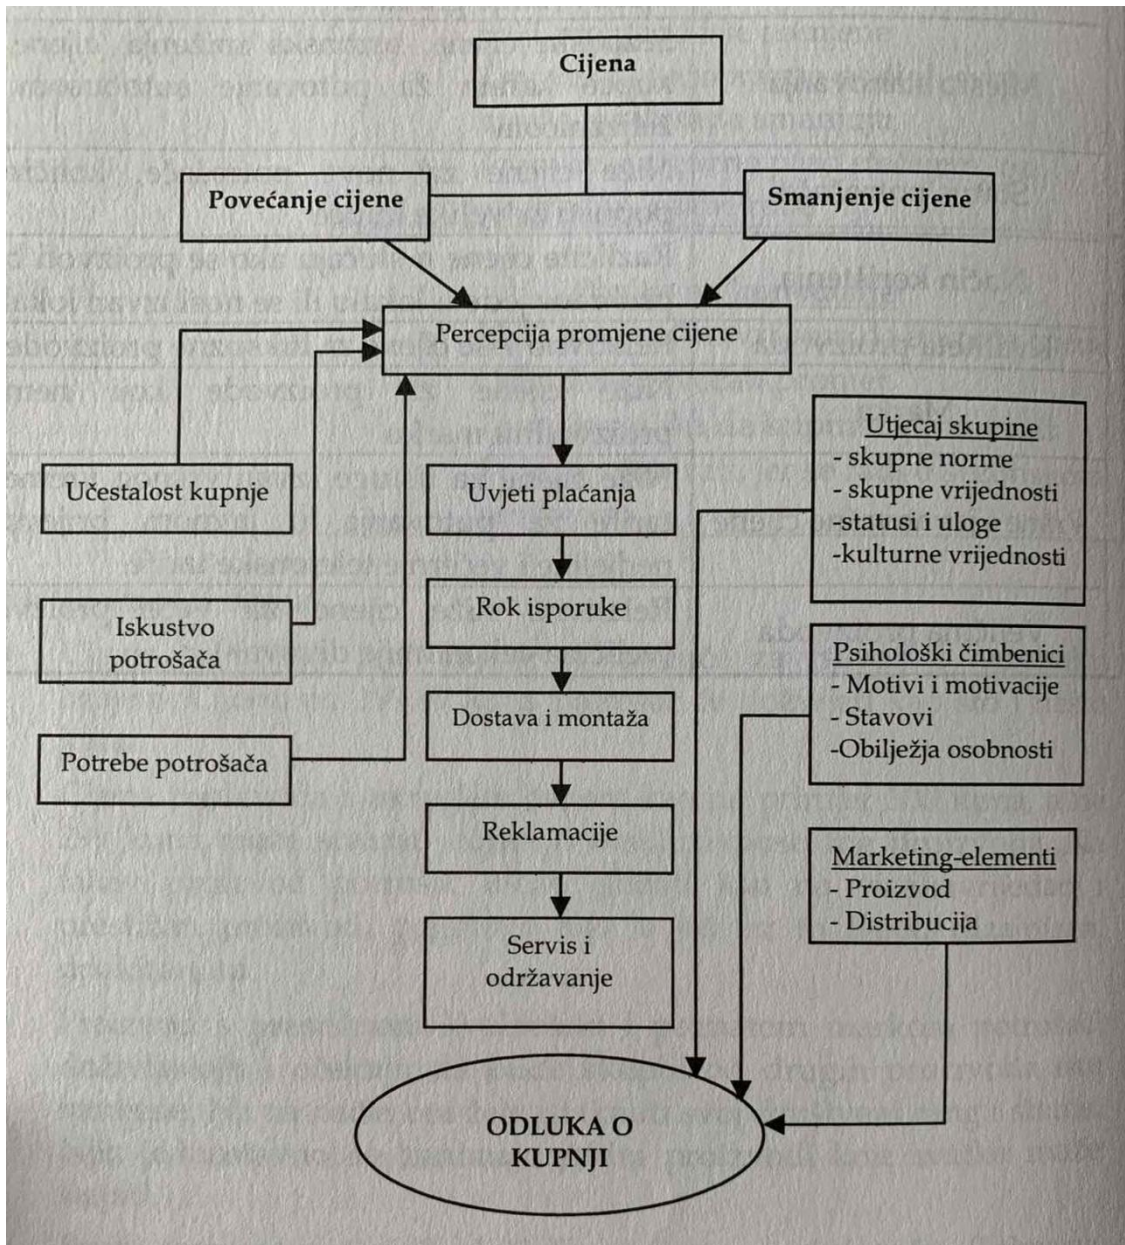 Cijena
Povećanje cijene
Smanjenje cijene
Percepcija promjene cijene
Učestalost kupnje
Iskustvo
potrošača
Potrebe potrošača
Uvjeti plaćanja
Rok isporuke
Dostava i montaža
Reklamacije
Servis i
održavanje
Utjecaj skupine
- skupne norme
- skupne vrijednosti
-statusi i uloge
-kulturne vrijednosti
Psihološki čimbenici
- Motivi i motivacije
- Stavovi
-Obilježja osobnosti
Marketing-elementi
- Proizvod
- Distribucija
ODLUKA O
KUPNJI